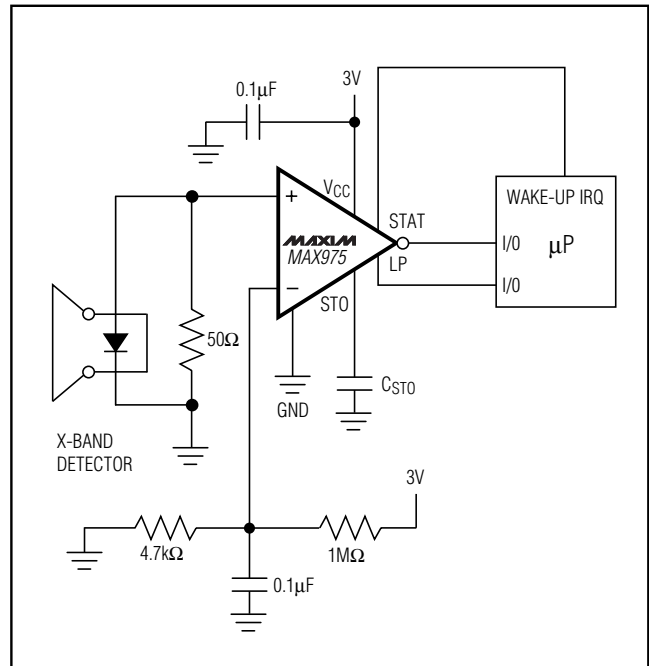 3V
0.1µF
VCC
+
MAXIM
MAX975
−
STAT
LP
STO
GND
CSTO
WAKE-UP IRQ
µP
I/0
I/0
50Ω
X-BAND
DETECTOR
3V
4.7kΩ
1MΩ
0.1µF